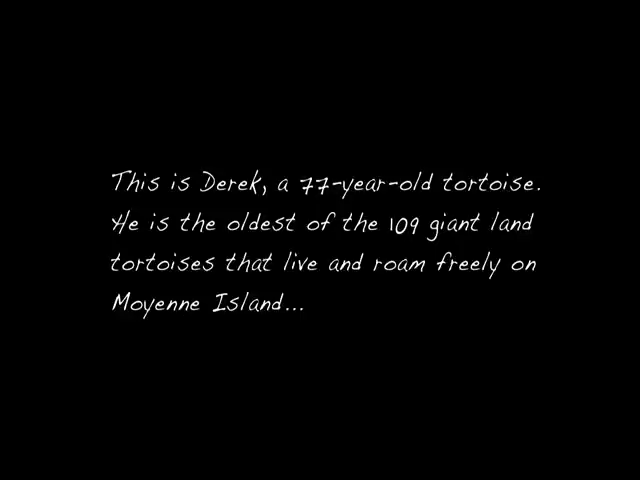 This is Derek, a 77-year-old tortoise.
He is the oldest of the 109 giant land
tortoises that live and roam freely on
Moyenne Island...